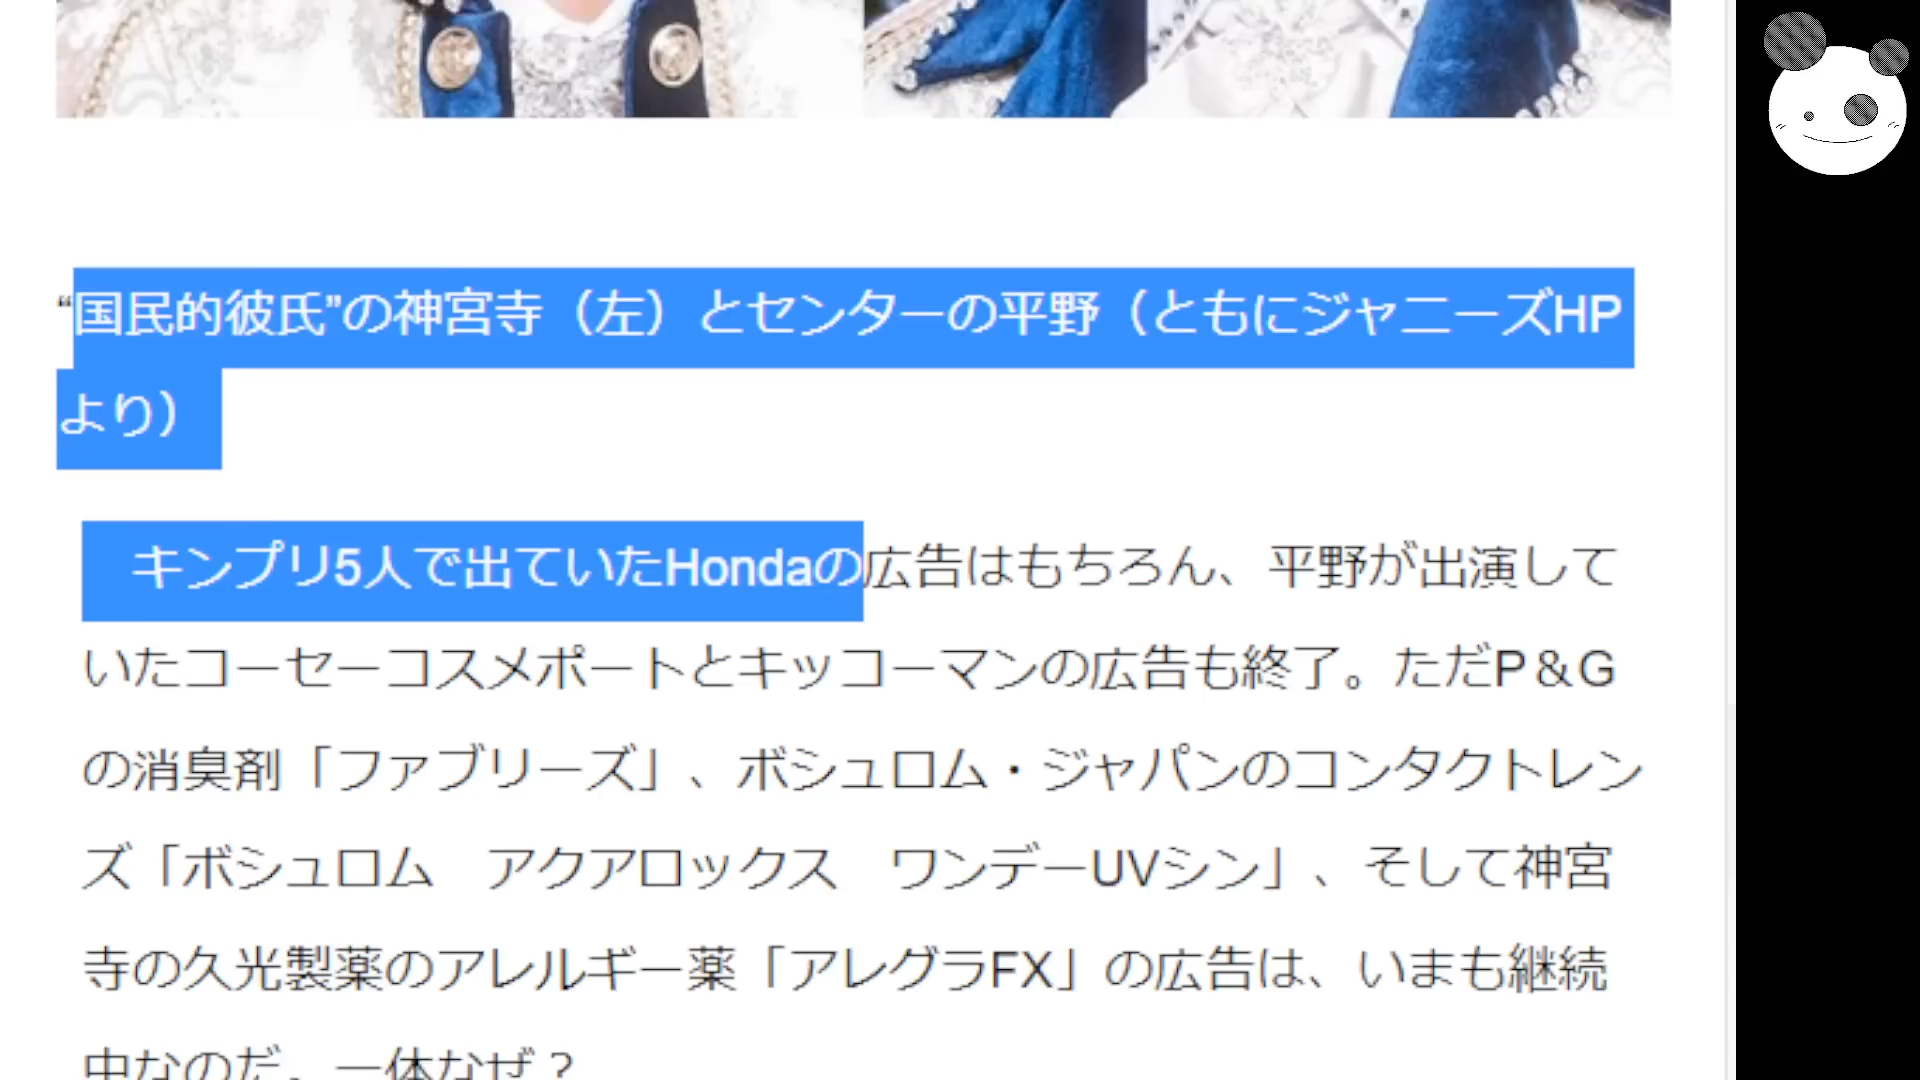 “国民的彼氏”の神宮寺（左）とセンターの平野（ともにジャニーズHP
より）
キンプリ5人で出ていたHondaの広告はもちろん、平野が出演して
いたコーセーコスメポートとキッコーマンの広告も終了。ただP＆G
の消臭剤「ファブリーズ」、ボシュロム・ジャパンのコンタクトレン
ズ「ボシュロム　アクアロックス　ワンデーUVシン」、そして神宮
寺の久光製薬のアレルギー薬「アレグラFX」の広告は、いまも継続
中なのだ。一体なぜ？